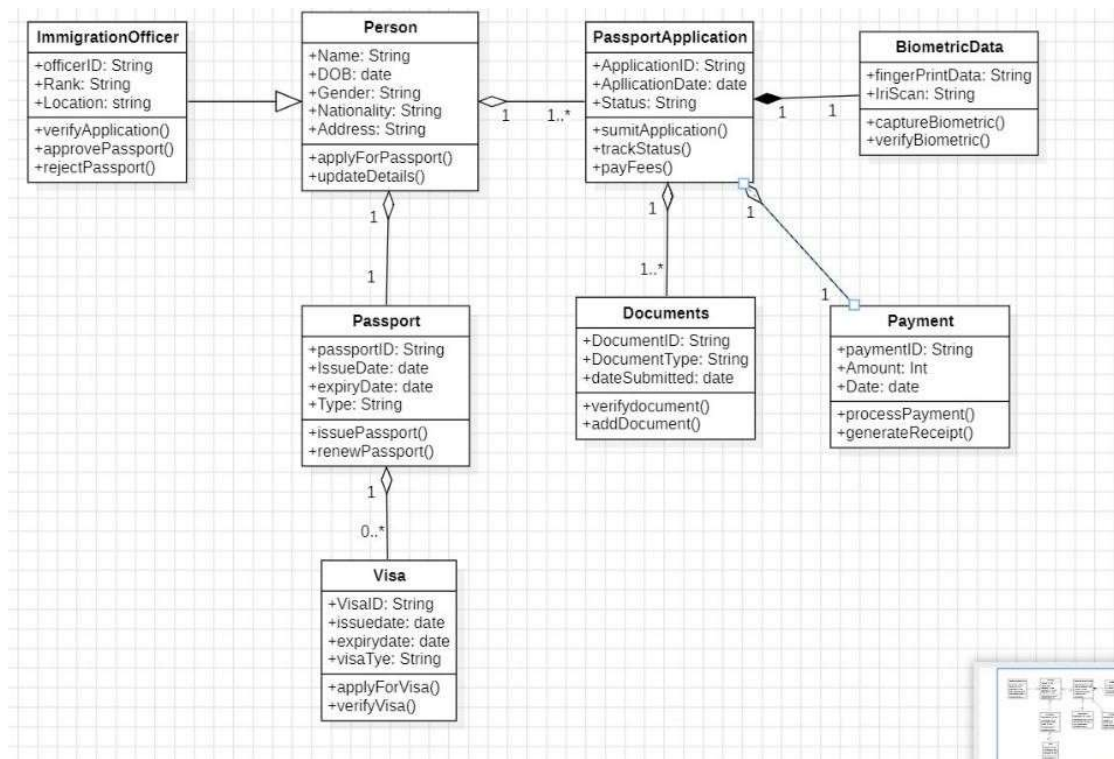 ImmigrationOfficer
+officerID: String
+Rank: String
+Location: string
+verifyApplication()
+approvePassport()
+rejectPassport()
Person
+Name: String
+DOB: date
+Gender: String
+Nationality: String
+Address: String
+applyForPassport()
+updateDetails()
1
1..*
PassportApplication
+ApplicationID: String
+ApllicationDate: date
+Status: String
+sumitApplication()
+trackStatus()
+payFees()
1
1
BiometricData
+fingerPrintData: String
+IriScan: String
+captureBiometric()
+verifyBiometric()
1
1
1
1..*
1
1
Passport
+passportID: String
+IssueDate: date
+expiryDate: date
+Type: String
+issuePassport()
+renewPassport()
Documents
+DocumentID: String
+DocumentType: String
+dateSubmitted: date
+verifydocument()
+addDocument()
Payment
+paymentID: String
+Amount: Int
+Date: date
+processPayment()
+generateReceipt()
1
0..*
Visa
+VisaID: String
+issuedate: date
+expirydate: date
+visaTye: String
+applyForVisa()
+verifyVisa()